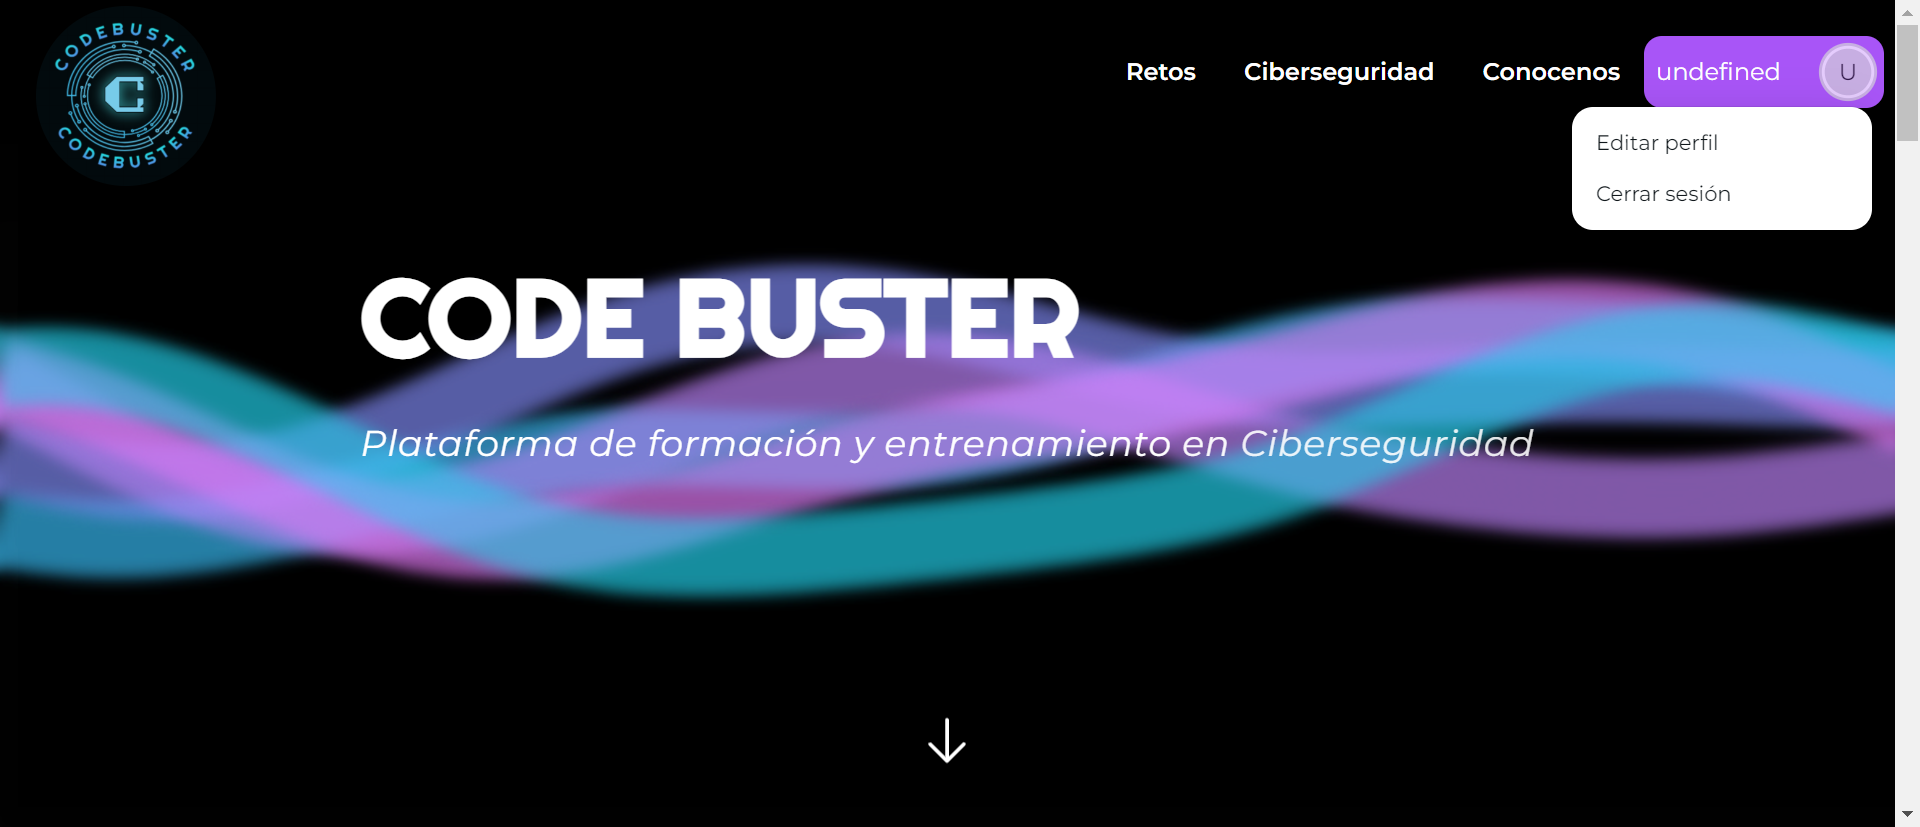 CODEBUSTER
CODEBUSTER
Retos
Ciberseguridad
Conocenos
undefined
U
Editar perfil
Cerrar sesión
CODE BUSTER
Plataforma de formación y entrenamiento en Ciberseguridad